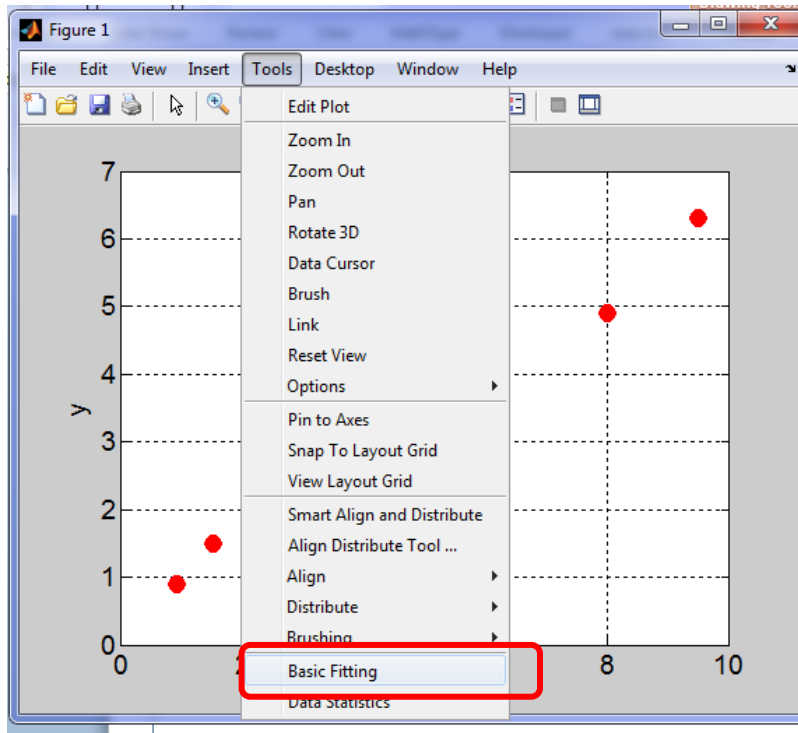 Figure 1
File Edit View Insert Tools Desktop Window Help
Edit Plot
Zoom In
Zoom Out
Pan
Rotate 3D
Data Cursor
Brush
Link
Reset View
Options
Pin to Axes
Snap To Layout Grid
View Layout Grid
Smart Align and Distribute
Align Distribute Tool ...
Align
Distribute
Brushing
Basic Fitting
Data Statistics
7
6
5
4
3
2
1
0
y
0 2 8 10